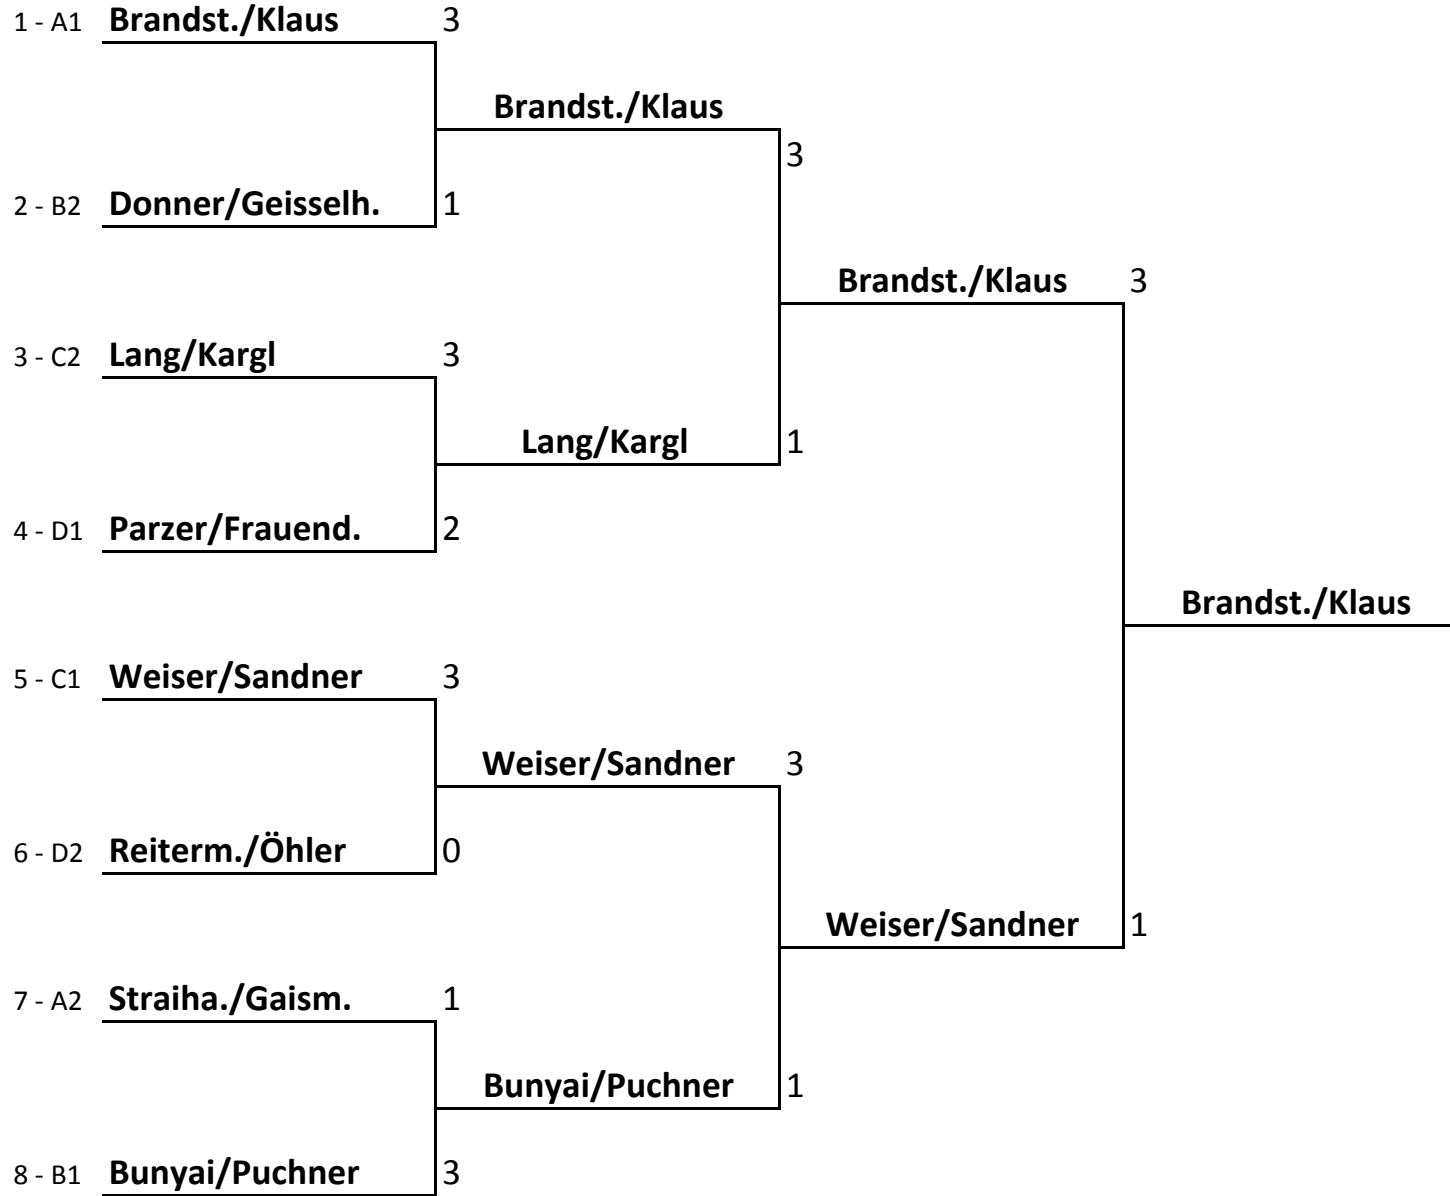 1 - A1 Brandst./Klaus 3
Brandst./Klaus
3
2 - B2 Donner/Geisselh. 1
Brandst./Klaus 3
3 - C2 Lang/Kargl 3
Lang/Kargl 1
4 - D1 Parzer/Frauend. 2
Brandst./Klaus
5 - C1 Weiser/Sandner 3
Weiser/Sandner 3
6 - D2 Reiterm./Öhler 0
Weiser/Sandner 1
7 - A2 Straiha./Gaism. 1
Bunyai/Puchner 1
8 - B1 Bunyai/Puchner 3